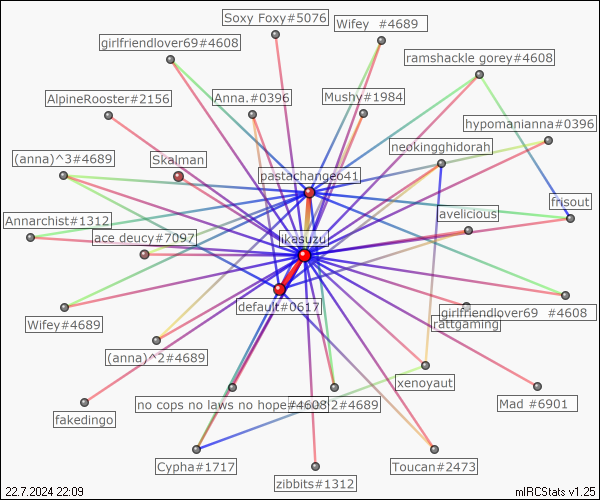 Soxy Foxy#5076
Wifey  #4689
girlfriendlover69#4608
ramshackle gorey#4608
AlpineRooster#2156
Anna.#0396
Mushy#1984
hypomanianna#0396
neokingghidorah
(anna)^3#4689
Skalman
pastachangeo41
frisout
avelicious
Annarchist#1312
ace deucy#7097
ikasuzu
default#0617
girlfriendlover69  #4608
rattgaming
Wifey#4689
(anna)^2#4689
xenoyaut
no cops no laws no hope#4608
2#4689
Mad #6901
fakedingo
Cypha#1717
Toucan#2473
zibbits#1312
22.7.2024 22:09
mIRCStats v1.25